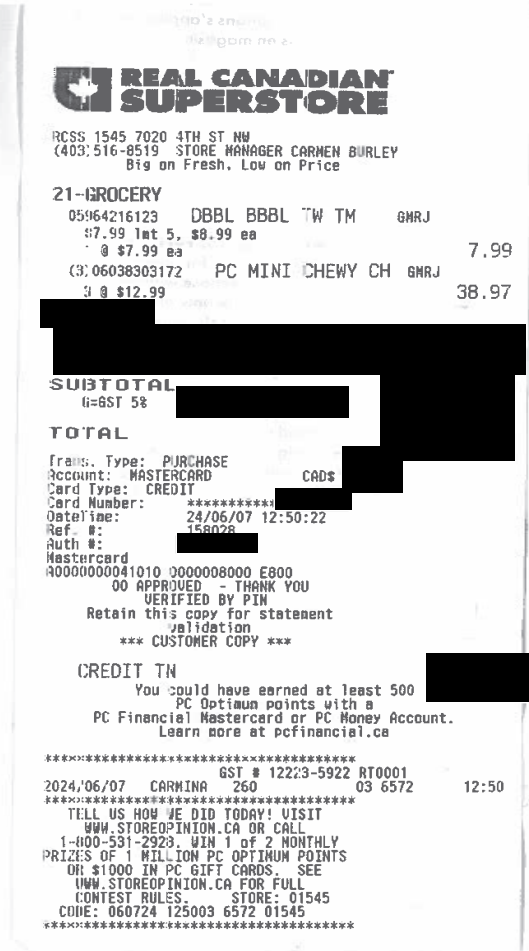 REAL CANADIAN
SUPERSTORE
RCSS 1545 7020 4TH ST NW
(403)516-8519 STORE MANAGER CARMEN BURLEY
Big on Fresh, Low on Price
21-GROCERY
05964216123 DBBL BBBL TW TM GMRJ
$7.99 lmt 5, $8.99 ea
@ $7.99 ea 7.99
(3)06038303172 PC MINI CHEWY CH GMRJ
3 @ $12.99 38.97
SUBTOTAL
G=GST 5%
TOTAL
Trans. Type: PURCHASE
Account: MASTERCARD CAD$
Card Type: CREDIT
Card Number: ***********
DateTime: 24/06/07 12:50:22
Ref. #: 158028
Auth #:
Mastercard
A0000000041010 0000008000 E800
00 APPROVED - THANK YOU
VERIFIED BY PIN
Retain this copy for statement
validation
*** CUSTOMER COPY ***
CREDIT TN
You could have earned at least 500
PC Optimum points with a
PC Financial Mastercard or PC Money Account.
Learn more at pcfinancial.ca
****************************************
GST # 12223-5922 RT0001
2024/06/07 CARMINA 260 03 6572 12:50
****************************************
TELL US HOW WE DID TODAY! VISIT
WWW.STOREOPINION.CA OR CALL
1-800-531-2928. WIN 1 of 2 MONTHLY
PRIZES OF 1 MILLION PC OPTIMUM POINTS
OR $1000 IN PC GIFT CARDS. SEE
WWW.STOREOPINION.CA FOR FULL
CONTEST RULES. STORE: 01545
CODE: 060724 125003 6572 01545
****************************************